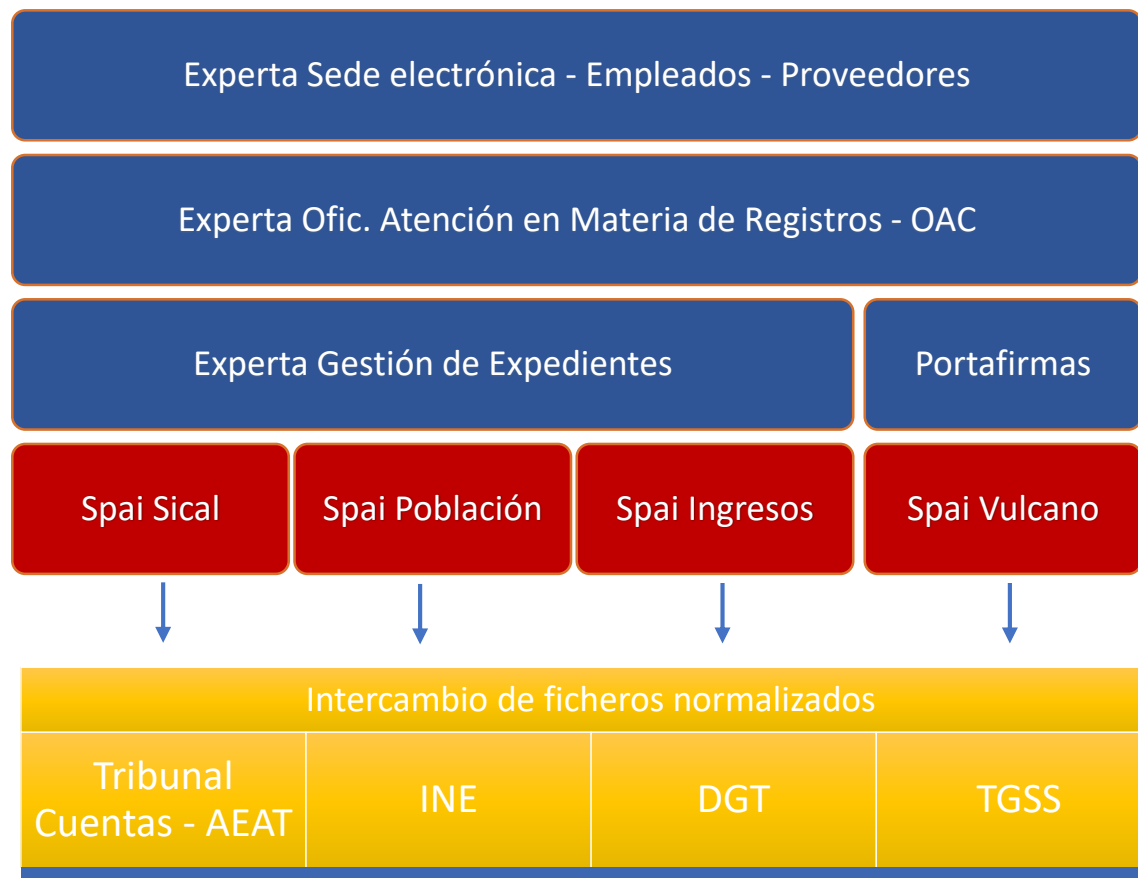 Experta Sede electrónica - Empleados - Proveedores
Experta Ofic. Atención en Materia de Registros - OAC
Experta Gestión de Expedientes
Portafirmas
Spai Sical
Spai Población
Spai Ingresos
Spai Vulcano
Intercambio de ficheros normalizados
Tribunal
Cuentas - AEAT
INE
DGT
TGSS